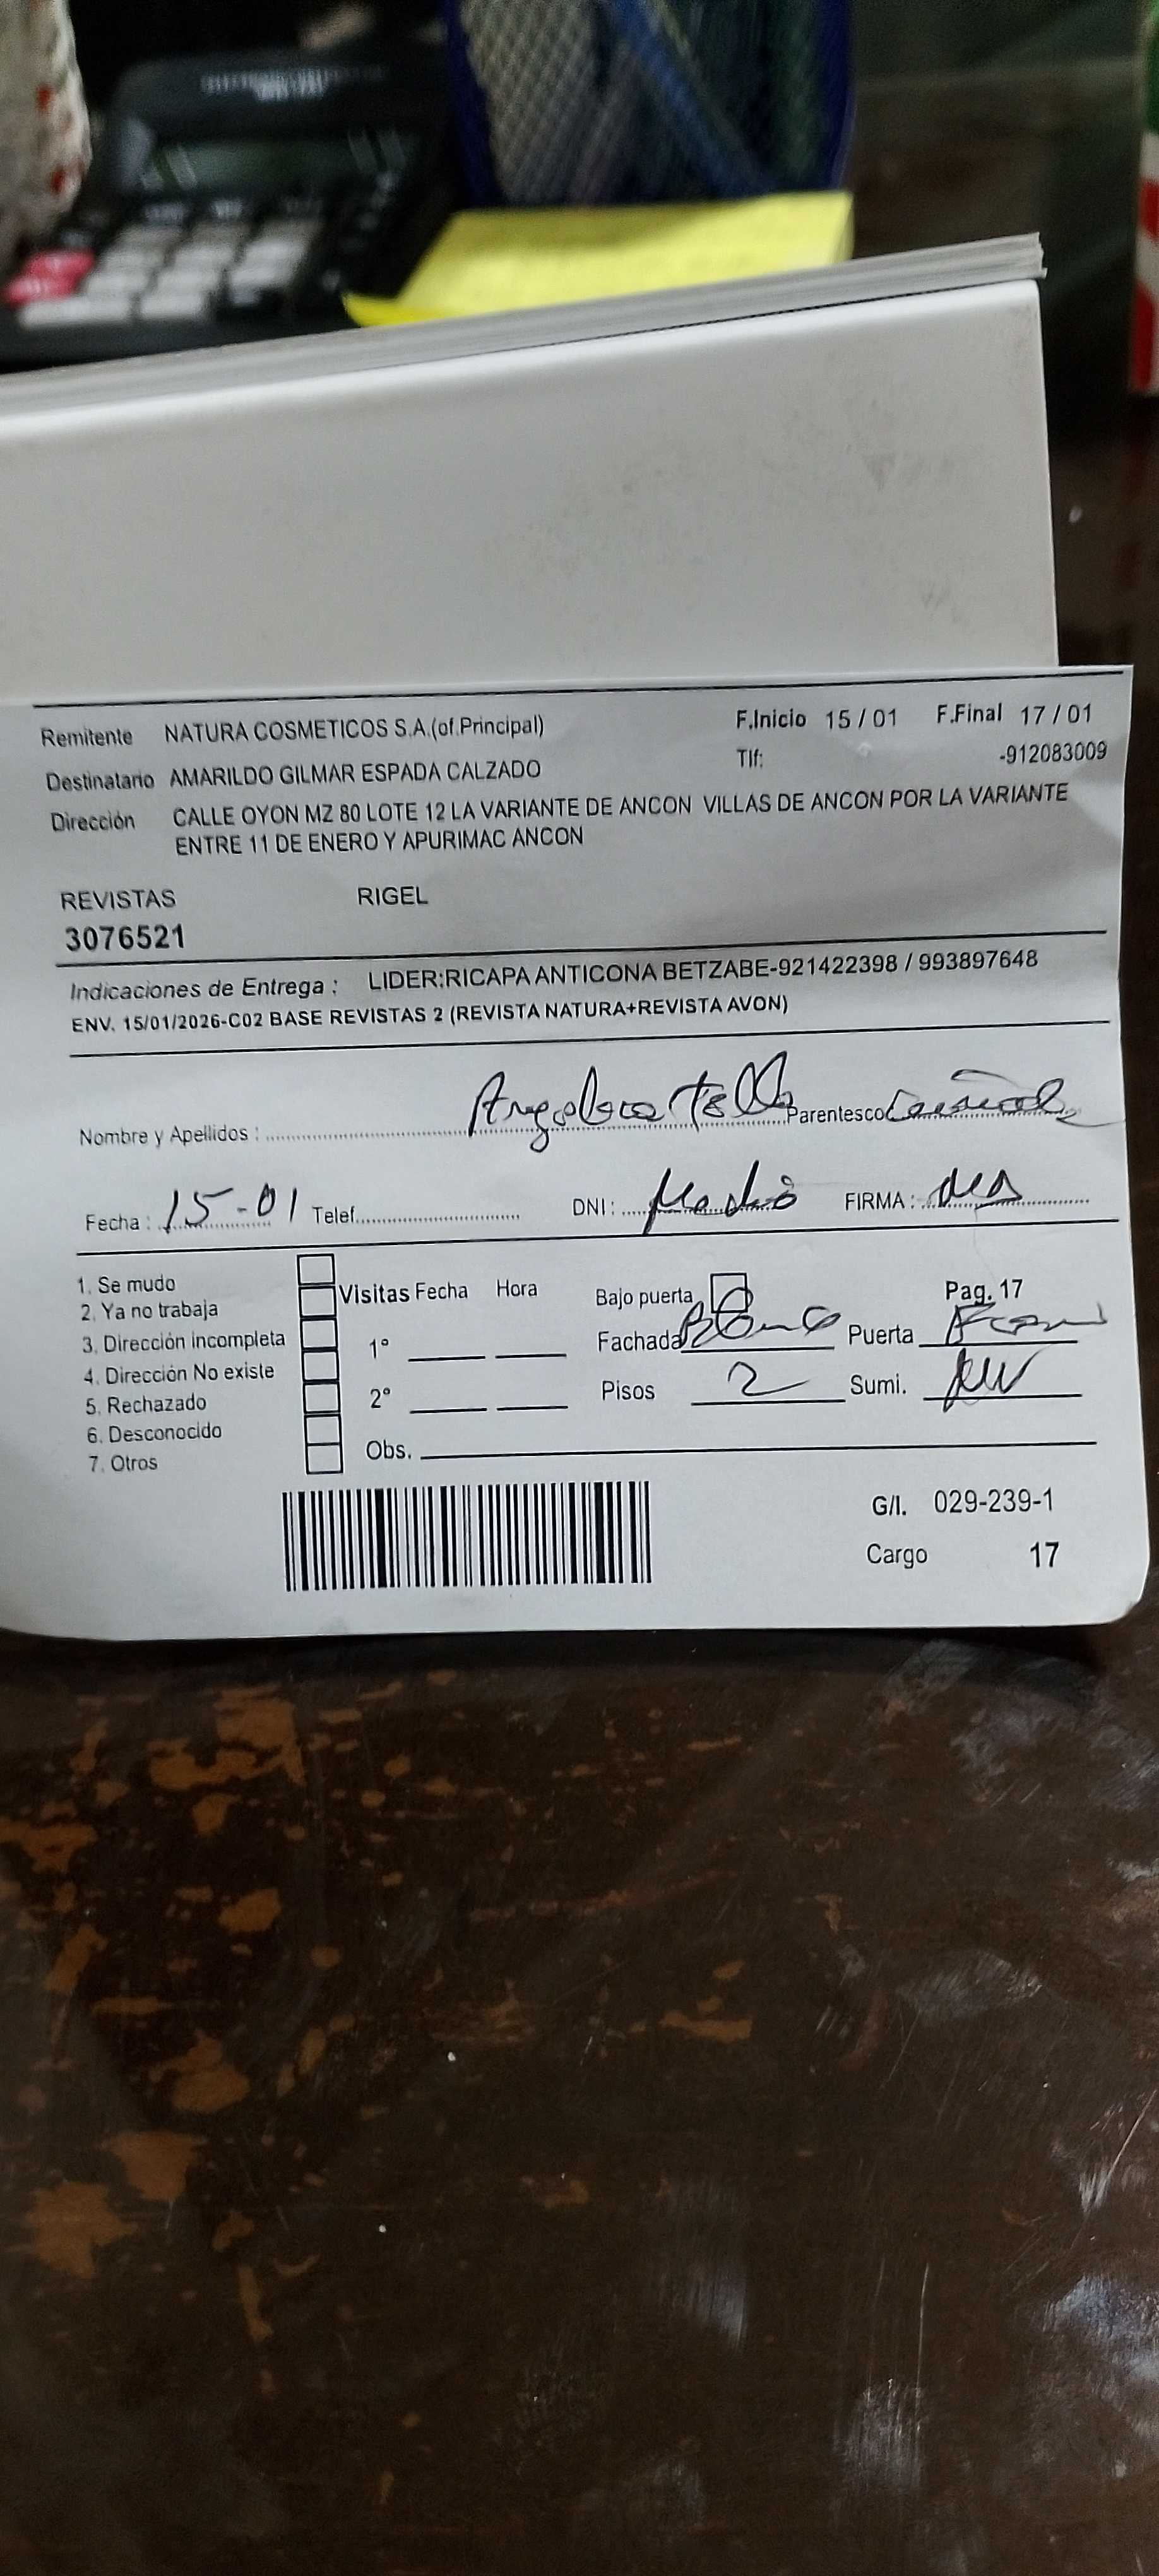 Remitente NATURA COSMETICOS S.A.(of.Principal) F.Inicio 15 / 01 F.Final 17 / 01
Destinatario AMARILDO GILMAR ESPADA CALZADO Tlf: -912083009
Dirección CALLE OYON MZ 80 LOTE 12 LA VARIANTE DE ANCON VILLAS DE ANCON POR LA VARIANTE
ENTRE 11 DE ENERO Y APURIMAC ANCON
REVISTAS RIGEL
3076521
Indicaciones de Entrega : LIDER:RICAPA ANTICONA BETZABE-921422398 / 993897648
ENV. 15/01/2026-C02 BASE REVISTAS 2 (REVISTA NATURA+REVISTA AVON)
Nombre y Apellidos : Parentesco
Fecha : 15-01 Telef. DNI : FIRMA :
1. Se mudo
2. Ya no trabaja
3. Dirección incompleta
4. Dirección No existe
5. Rechazado
6. Desconocido
7. Otros
Visitas Fecha Hora
1º
2º
Obs.
Bajo puerta Pag. 17
Fachada Puerta
Pisos 2 Sumi.
G/I. 029-239-1
Cargo 17